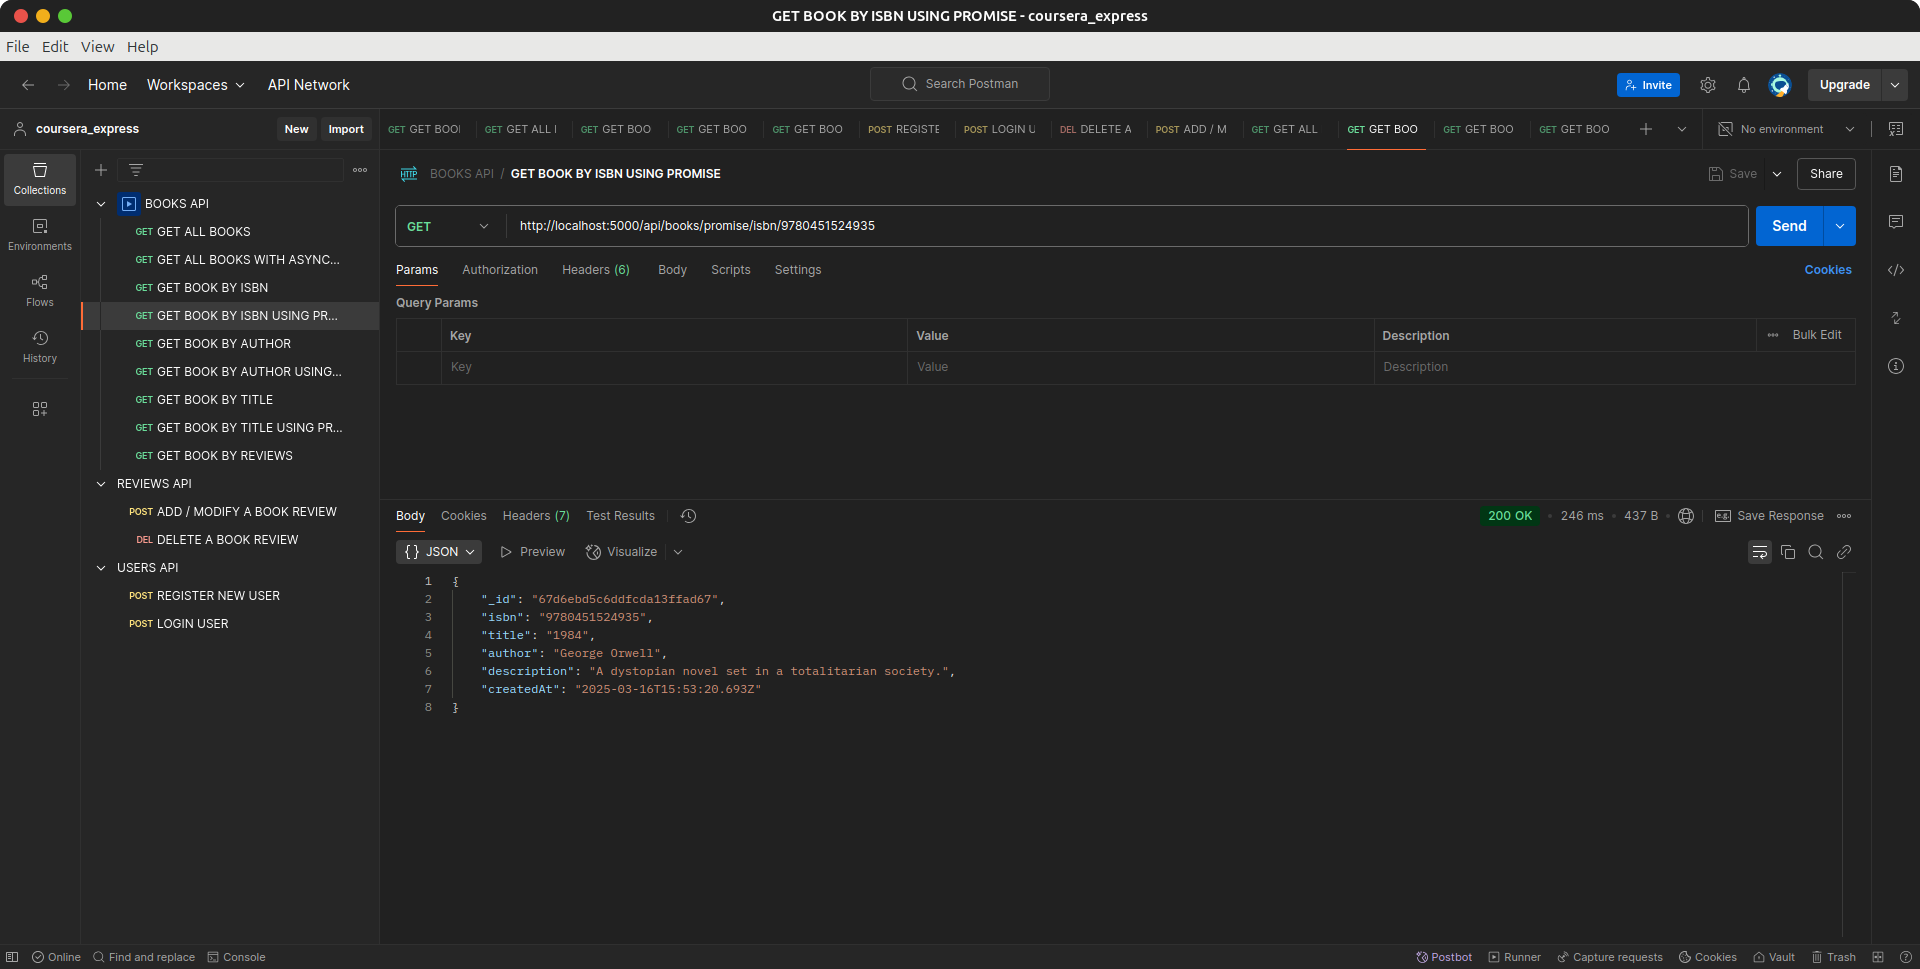 GET BOOK BY ISBN USING PROMISE - coursera_express
File Edit View Help
Home Workspaces API Network
Search Postman
Invite
Upgrade
coursera_express
New Import
GET GET BOOK
GET GET ALL
GET GET BOO
GET GET BOO
GET GET BOO
POST REGISTE
POST LOGIN U
DEL DELETE A
POST ADD / M
GET GET ALL
GET GET BOO
GET GET BOO
GET GET BOO
No environment
Collections
Environments
Flows
History
BOOKS API
GET GET ALL BOOKS
GET GET ALL BOOKS WITH ASYNC...
GET GET BOOK BY ISBN
GET GET BOOK BY ISBN USING PR...
GET GET BOOK BY AUTHOR
GET GET BOOK BY AUTHOR USING...
GET GET BOOK BY TITLE
GET GET BOOK BY TITLE USING PR...
GET GET BOOK BY REVIEWS
REVIEWS API
POST ADD / MODIFY A BOOK REVIEW
DEL DELETE A BOOK REVIEW
USERS API
POST REGISTER NEW USER
POST LOGIN USER
HTTP BOOKS API / GET BOOK BY ISBN USING PROMISE
Save
Share
GET http://localhost:5000/api/books/promise/isbn/9780451524935
Send
Params Authorization Headers (6) Body Scripts Settings
Cookies
Query Params
Key Value Description Bulk Edit
Key Value Description
Body Cookies Headers (7) Test Results
200 OK • 246 ms • 437 B
e.g. Save Response
{} JSON Preview Visualize
1 {
2 "_id": "67d6ebd5c6ddfcda13ffad67",
3 "isbn": "9780451524935",
4 "title": "1984",
5 "author": "George Orwell",
6 "description": "A dystopian novel set in a totalitarian society.",
7 "createdAt": "2025-03-16T15:53:20.693Z"
8 }
Online Find and replace Console
Postbot Runner Capture requests Cookies Vault Trash